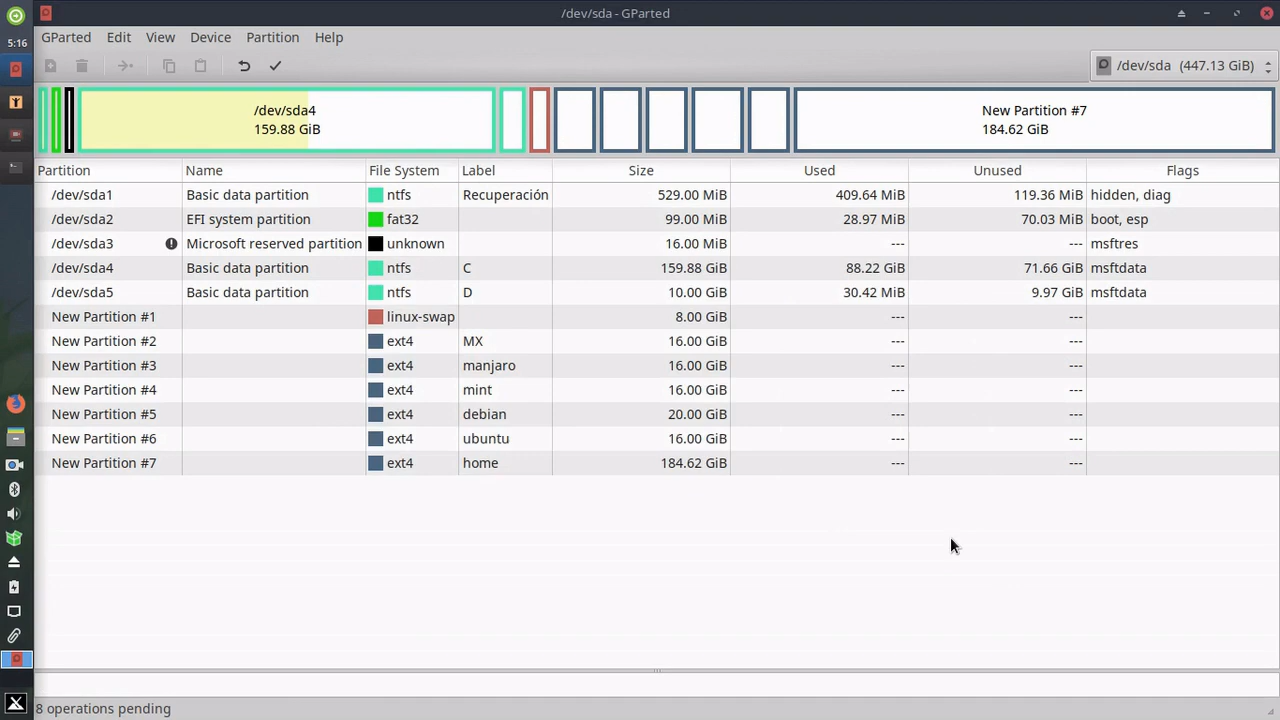 /dev/sda - GParted
5:16
GParted Edit View Device Partition Help
/dev/sda (447.13 GiB)
/dev/sda4
159.88 GiB
New Partition #7
184.62 GiB
Partition Name File System Label Size Used Unused Flags
/dev/sda1 Basic data partition ntfs Recuperación 529.00 MiB 409.64 MiB 119.36 MiB hidden, diag
/dev/sda2 EFI system partition fat32 99.00 MiB 28.97 MiB 70.03 MiB boot, esp
/dev/sda3 Microsoft reserved partition unknown 16.00 MiB --- --- msftres
/dev/sda4 Basic data partition ntfs C 159.88 GiB 88.22 GiB 71.66 GiB msftdata
/dev/sda5 Basic data partition ntfs D 10.00 GiB 30.42 MiB 9.97 GiB msftdata
New Partition #1 linux-swap 8.00 GiB --- ---
New Partition #2 ext4 MX 16.00 GiB --- ---
New Partition #3 ext4 manjaro 16.00 GiB --- ---
New Partition #4 ext4 mint 16.00 GiB --- ---
New Partition #5 ext4 debian 20.00 GiB --- ---
New Partition #6 ext4 ubuntu 16.00 GiB --- ---
New Partition #7 ext4 home 184.62 GiB --- ---
8 operations pending